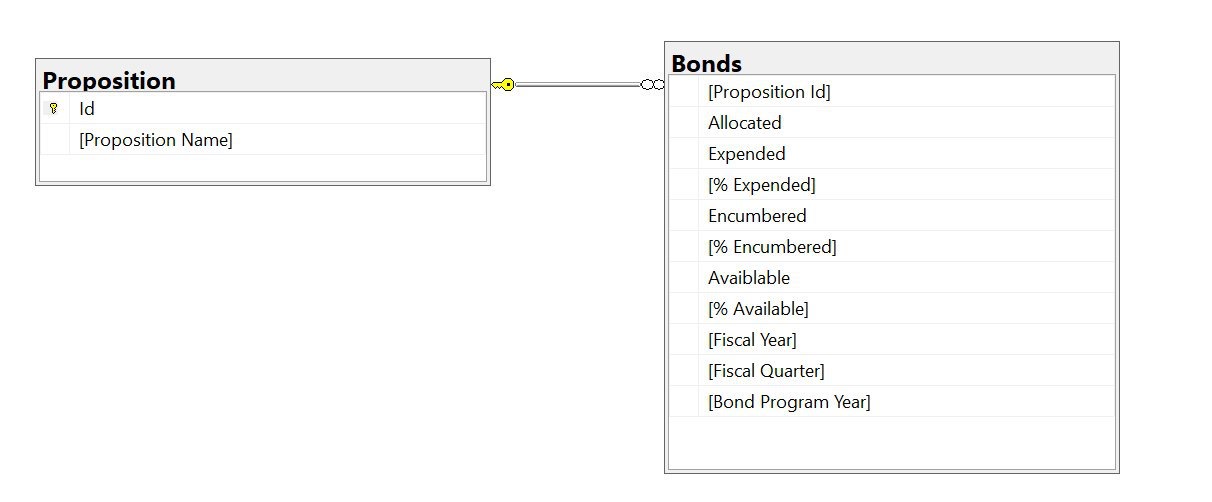 Proposition
Id
[Proposition Name]
Bonds
[Proposition Id]
Allocated
Expended
[% Expended]
Encumbered
[% Encumbered]
Avaiblable
[% Available]
[Fiscal Year]
[Fiscal Quarter]
[Bond Program Year]